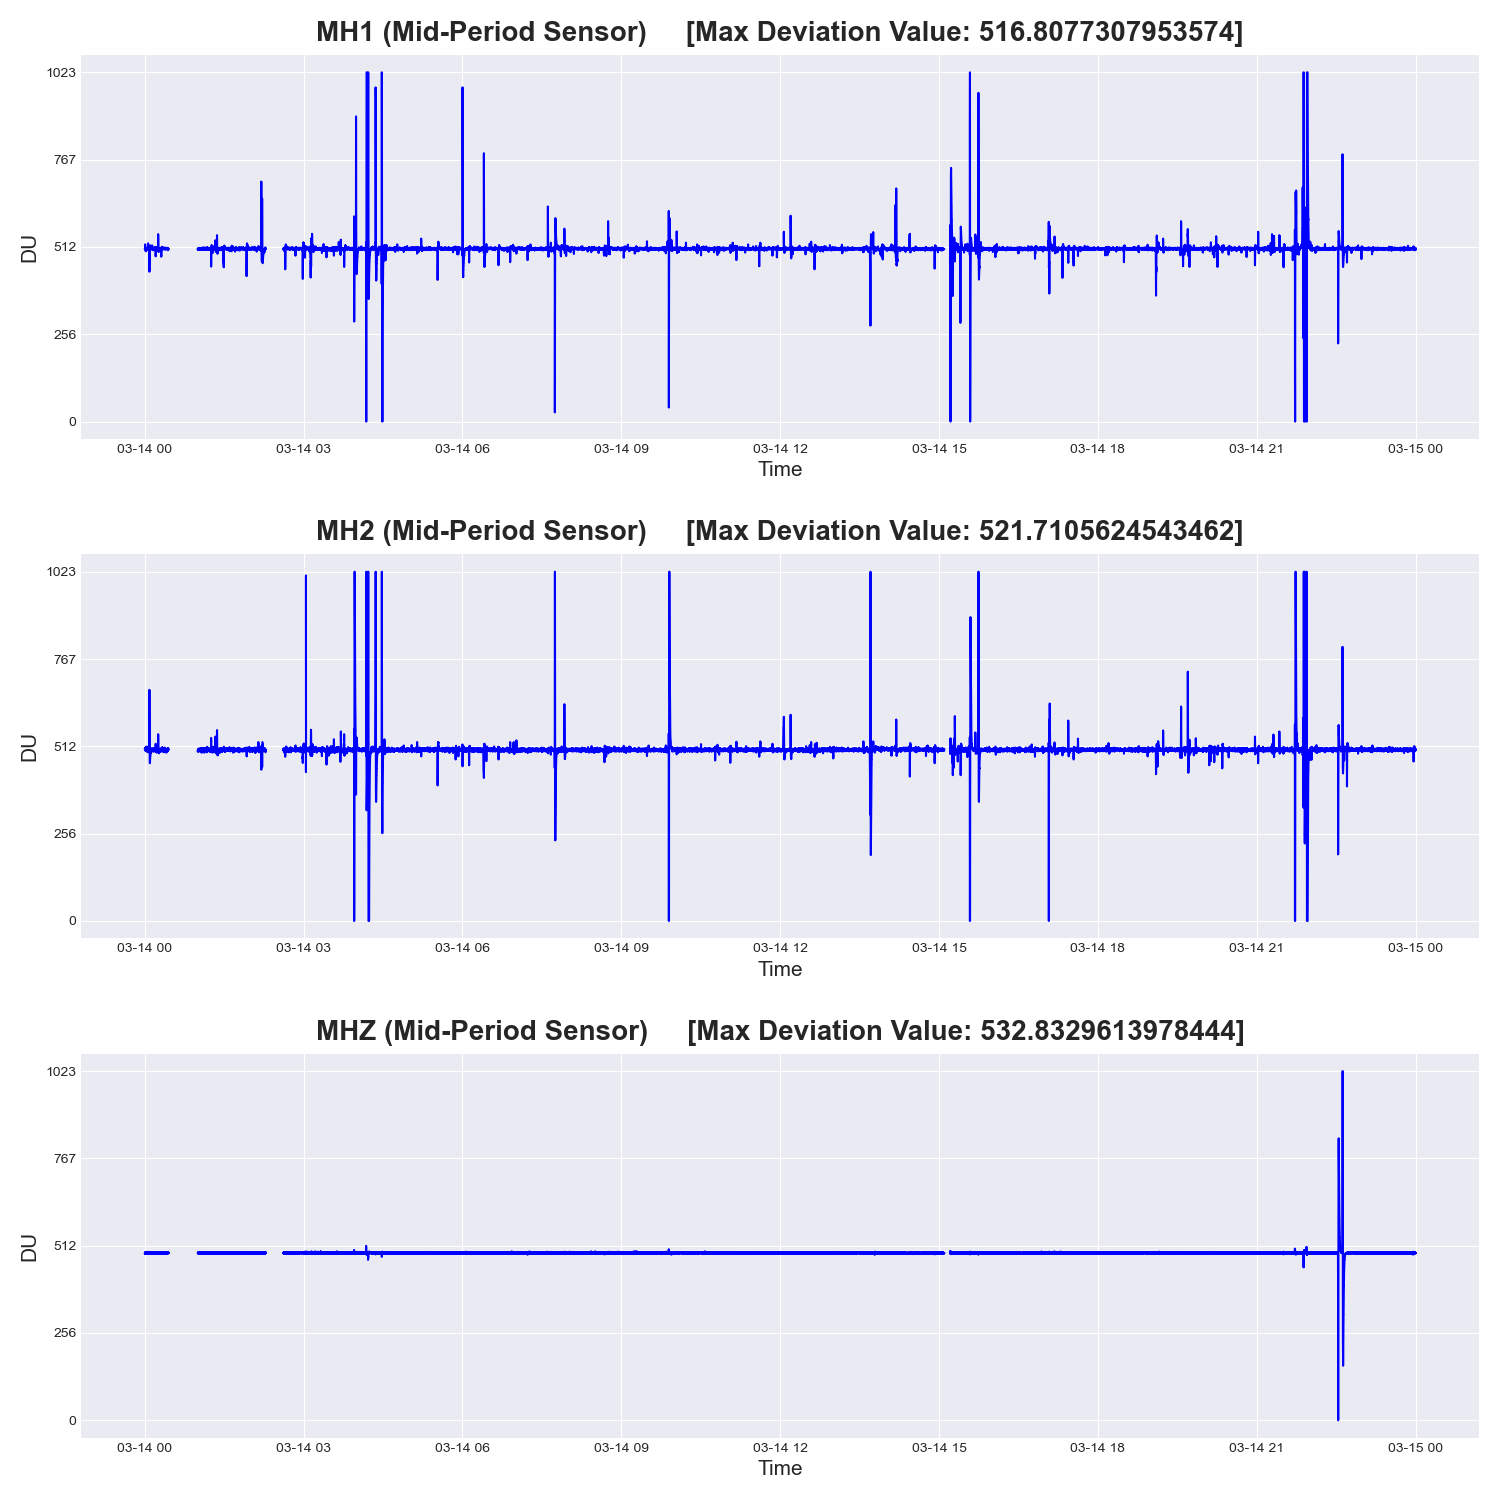 MH1 (Mid-Period Sensor) [Max Deviation Value: 516.8077307953574]
1023
767
512
256
0
DU
03-14 00 03-14 03 03-14 06 03-14 09 03-14 12 03-14 15 03-14 18 03-14 21 03-15 00
Time
MH2 (Mid-Period Sensor) [Max Deviation Value: 521.7105624543462]
1023
767
512
256
0
DU
03-14 00 03-14 03 03-14 06 03-14 09 03-14 12 03-14 15 03-14 18 03-14 21 03-15 00
Time
MHZ (Mid-Period Sensor) [Max Deviation Value: 532.8329613978444]
1023
767
512
256
0
DU
03-14 00 03-14 03 03-14 06 03-14 09 03-14 12 03-14 15 03-14 18 03-14 21 03-15 00
Time